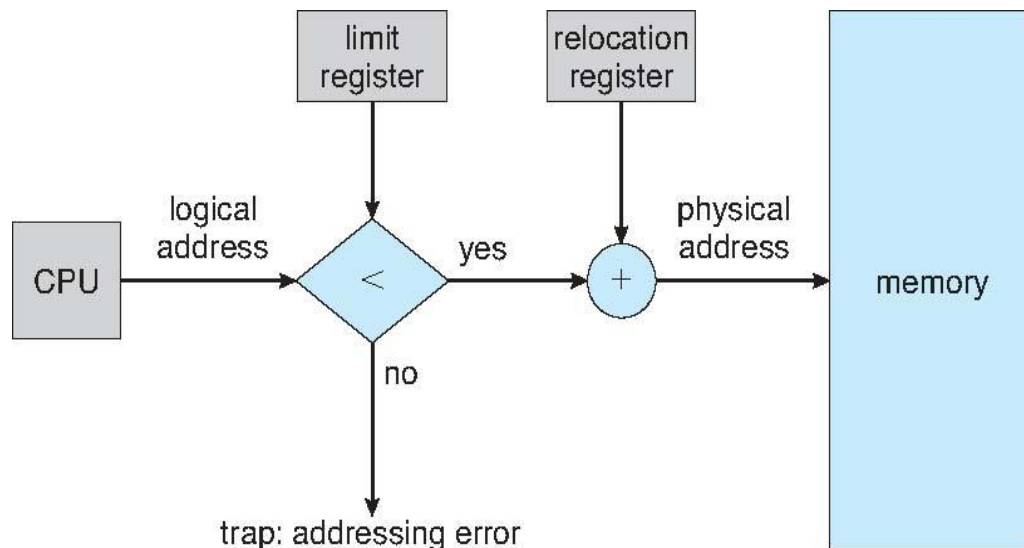 limit
register
relocation
register
logical
address
physical
address
CPU
<
yes
+
memory
no
trap: addressing error